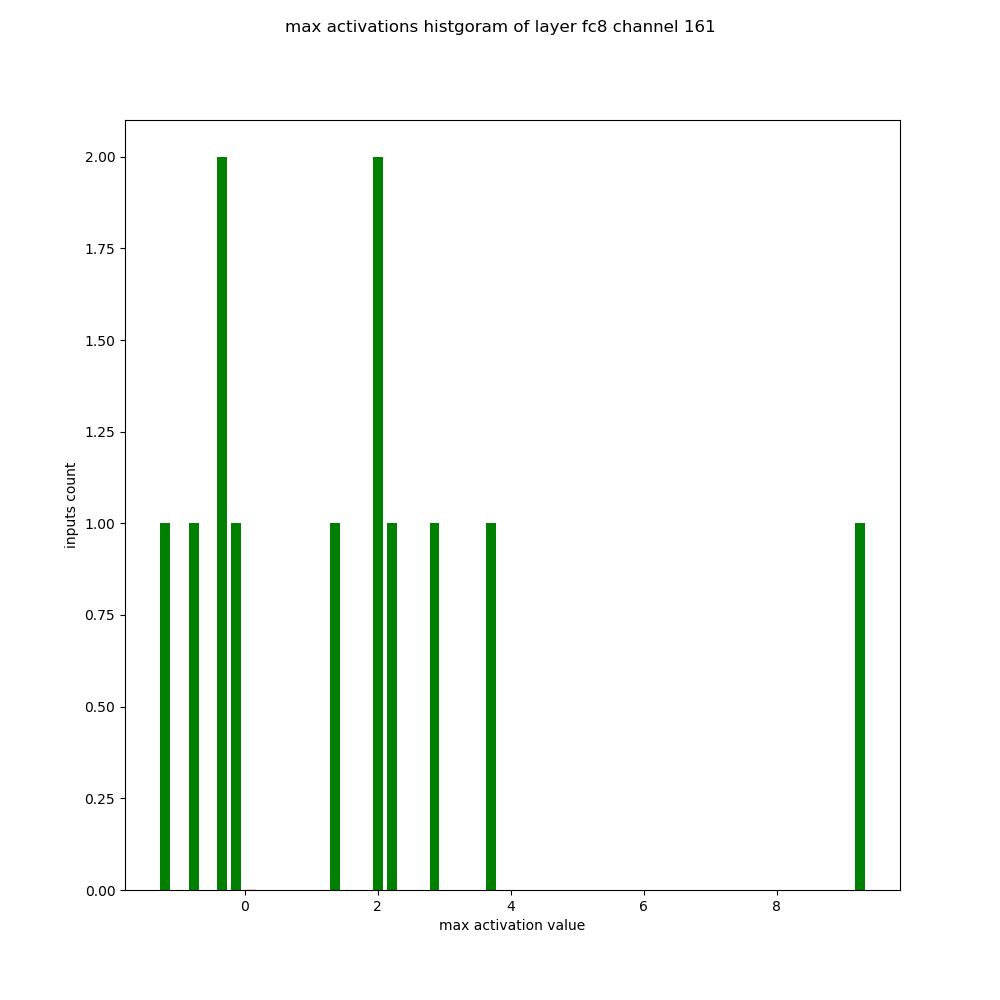 max activations histgoram of layer fc8 channel 161
2.00
1.75
1.50
1.25
1.00
0.75
0.50
0.25
0.00
inputs count
0 2 4 6 8
max activation value